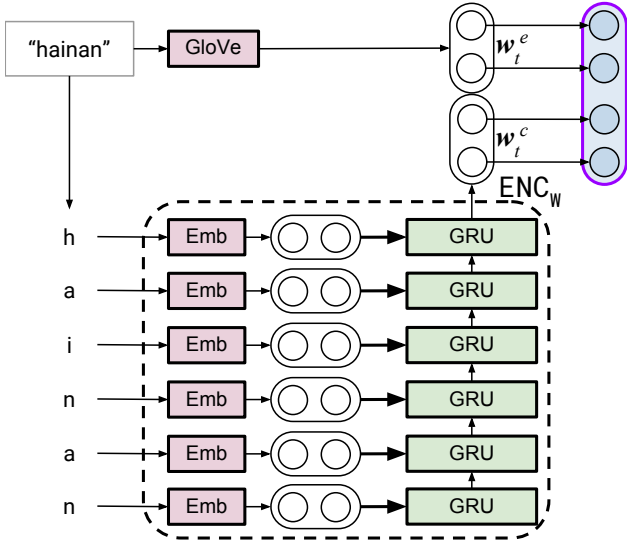 “hainan” GloVe w_t^e
w_t^c
ENC_W
h Emb GRU
a Emb GRU
i Emb GRU
n Emb GRU
a Emb GRU
n Emb GRU